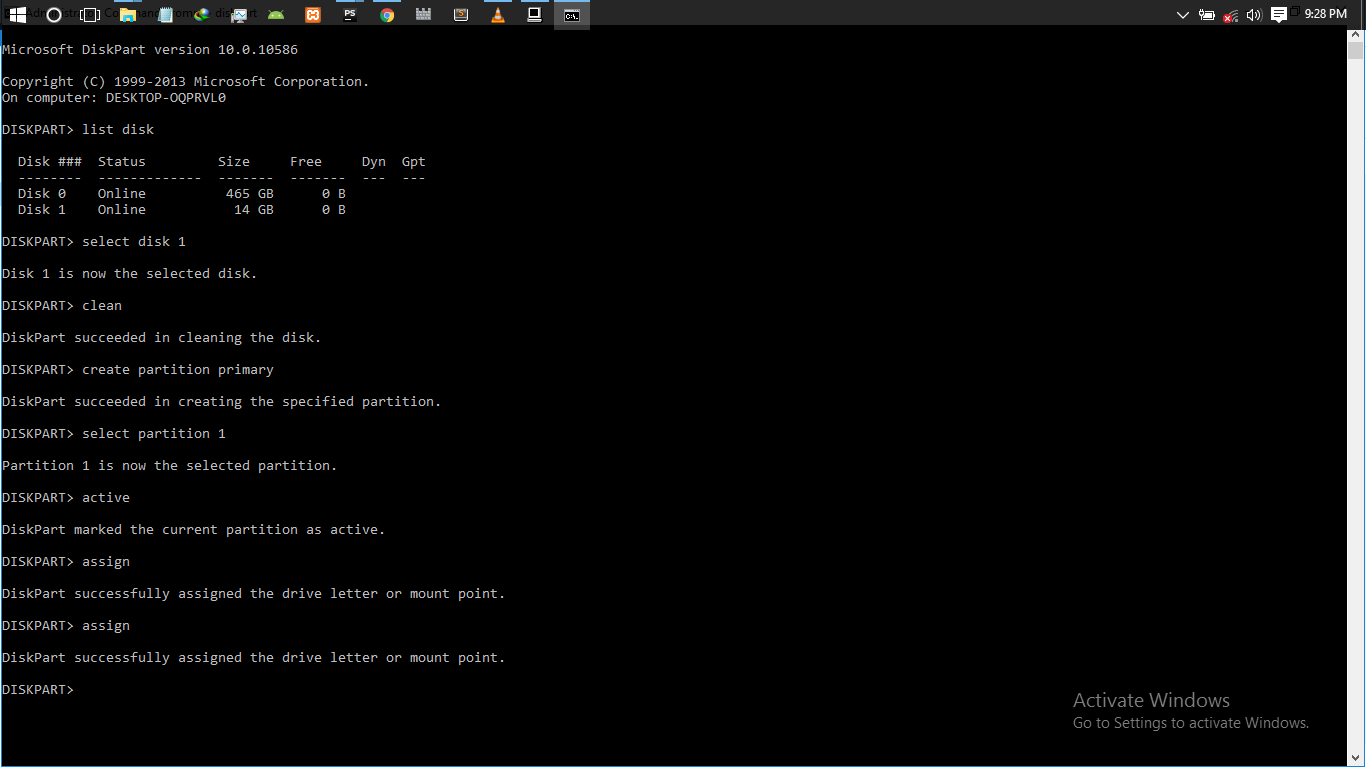 9:28 PM
Microsoft DiskPart version 10.0.10586
Copyright (C) 1999-2013 Microsoft Corporation.
On computer: DESKTOP-OQPRVL0
DISKPART> list disk
Disk ###  Status         Size     Free     Dyn  Gpt
--------  -------------  -------  -------  ---  ---
Disk 0    Online          465 GB      0 B
Disk 1    Online           14 GB      0 B
DISKPART> select disk 1
Disk 1 is now the selected disk.
DISKPART> clean
DiskPart succeeded in cleaning the disk.
DISKPART> create partition primary
DiskPart succeeded in creating the specified partition.
DISKPART> select partition 1
Partition 1 is now the selected partition.
DISKPART> active
DiskPart marked the current partition as active.
DISKPART> assign
DiskPart successfully assigned the drive letter or mount point.
DISKPART> assign
DiskPart successfully assigned the drive letter or mount point.
DISKPART>
Activate Windows
Go to Settings to activate Windows.